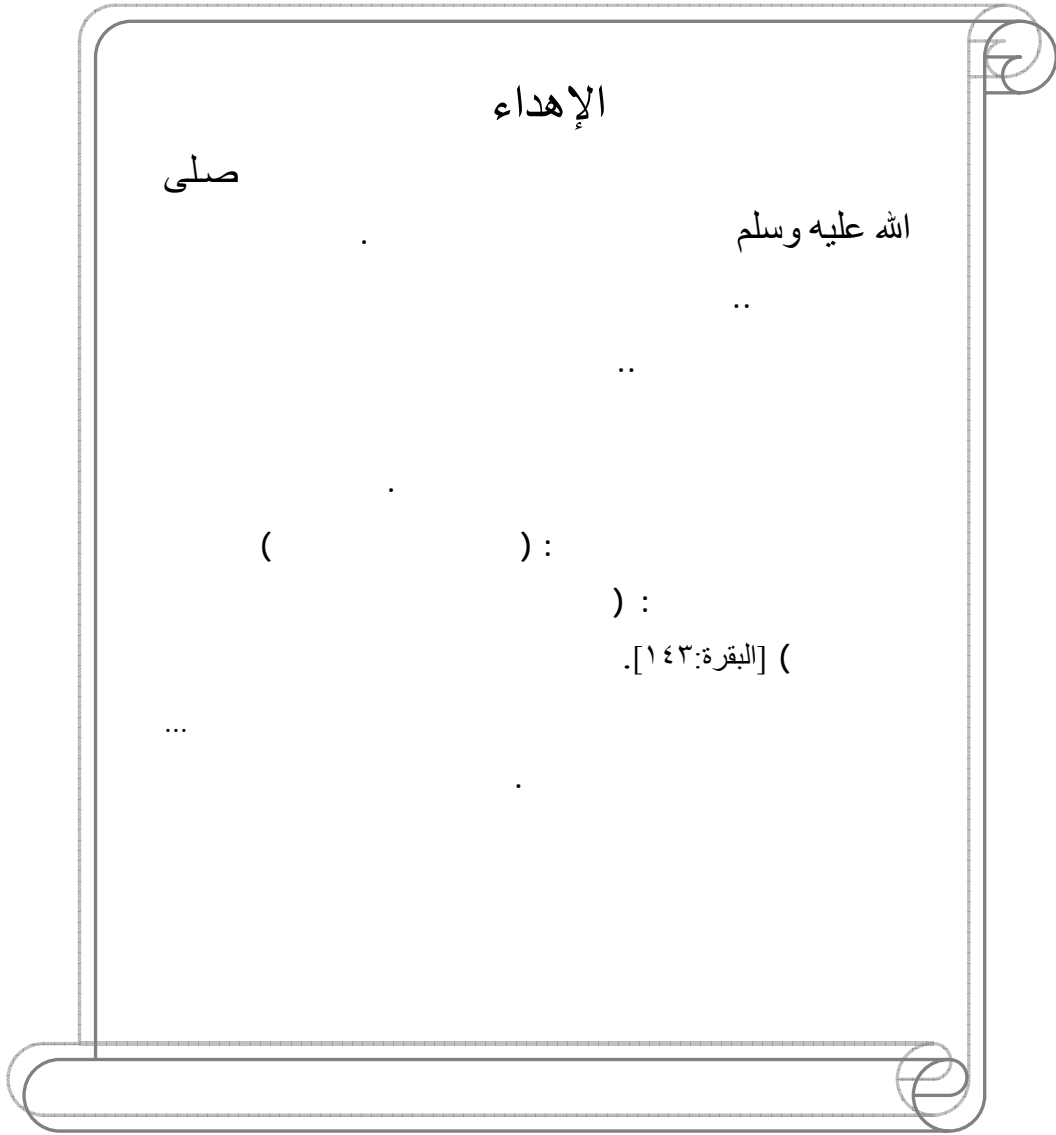 الإهداء
صلى
الله عليه وسلم .
..
..
.
: ( )
: (
) [البقرة:١٤٣].
...
.